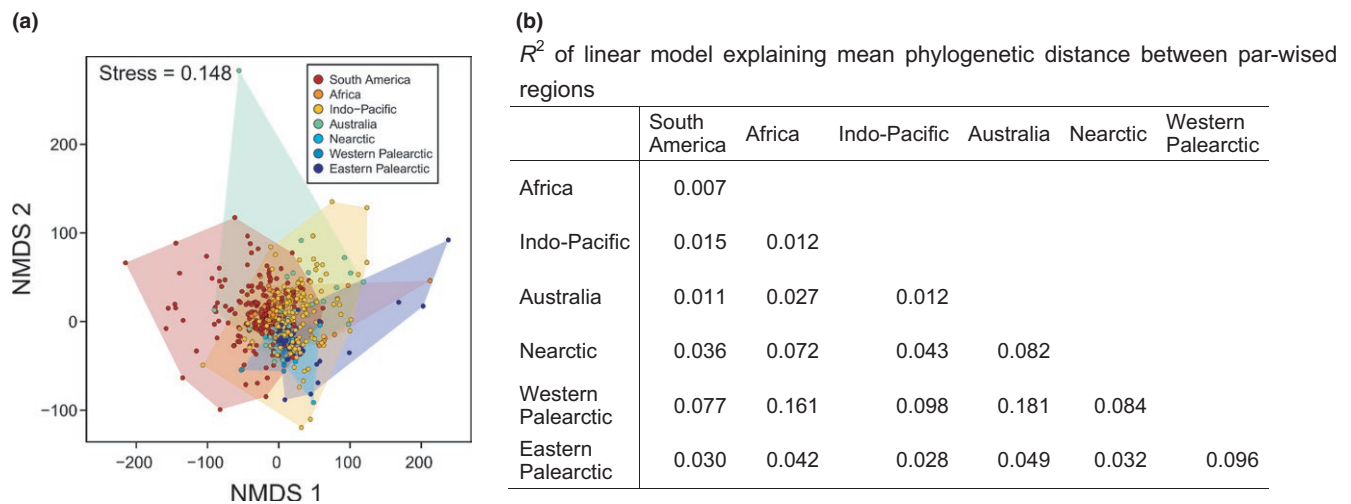 (a)
Stress = 0.148
South America
Africa
Indo−Pacific
Australia
Nearctic
Western Palearctic
Eastern Palearctic
NMDS 2
200
100
0
−100
−200 −100 0 100 200
NMDS 1
(b)
R² of linear model explaining mean phylogenetic distance between par-wised
regions
South America Africa Indo-Pacific Australia Nearctic Western Palearctic
Africa 0.007
Indo-Pacific 0.015 0.012
Australia 0.011 0.027 0.012
Nearctic 0.036 0.072 0.043 0.082
Western Palearctic 0.077 0.161 0.098 0.181 0.084
Eastern Palearctic 0.030 0.042 0.028 0.049 0.032 0.096